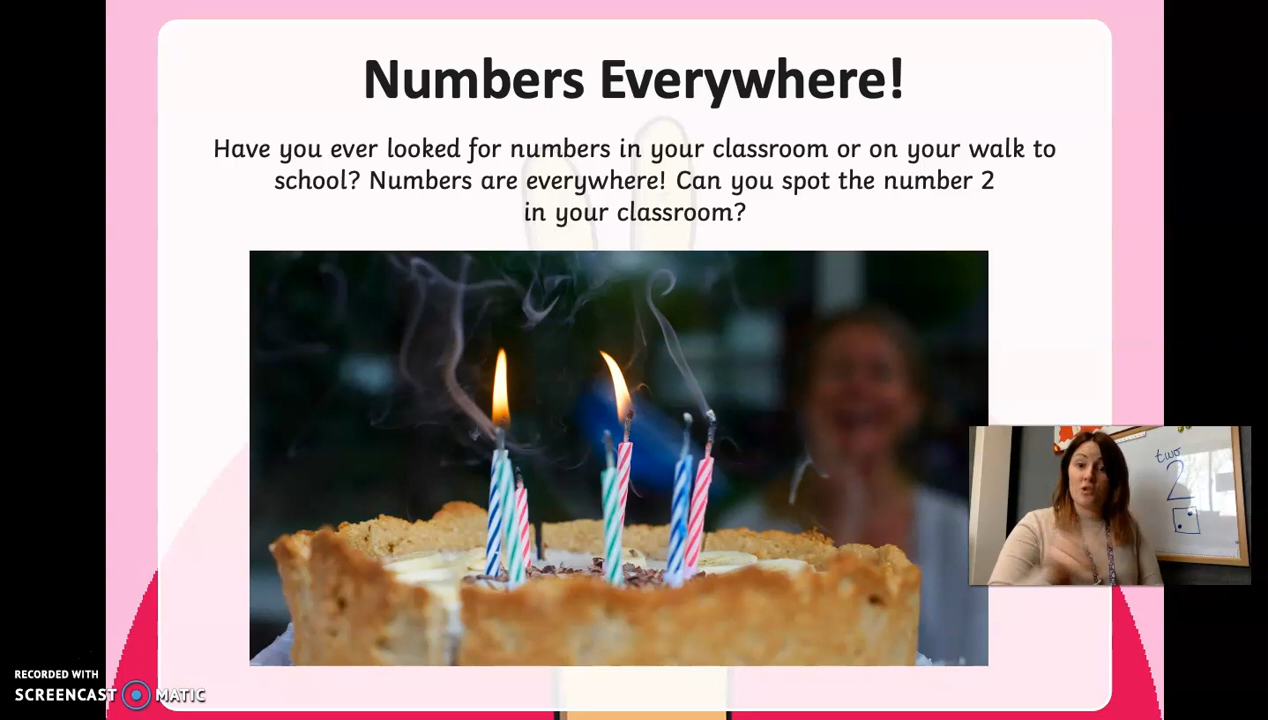 Numbers Everywhere!
Have you ever looked for numbers in your classroom or on your walk to
school? Numbers are everywhere! Can you spot the number 2
in your classroom?
two
2
RECORDED WITH
SCREENCAST MATIC